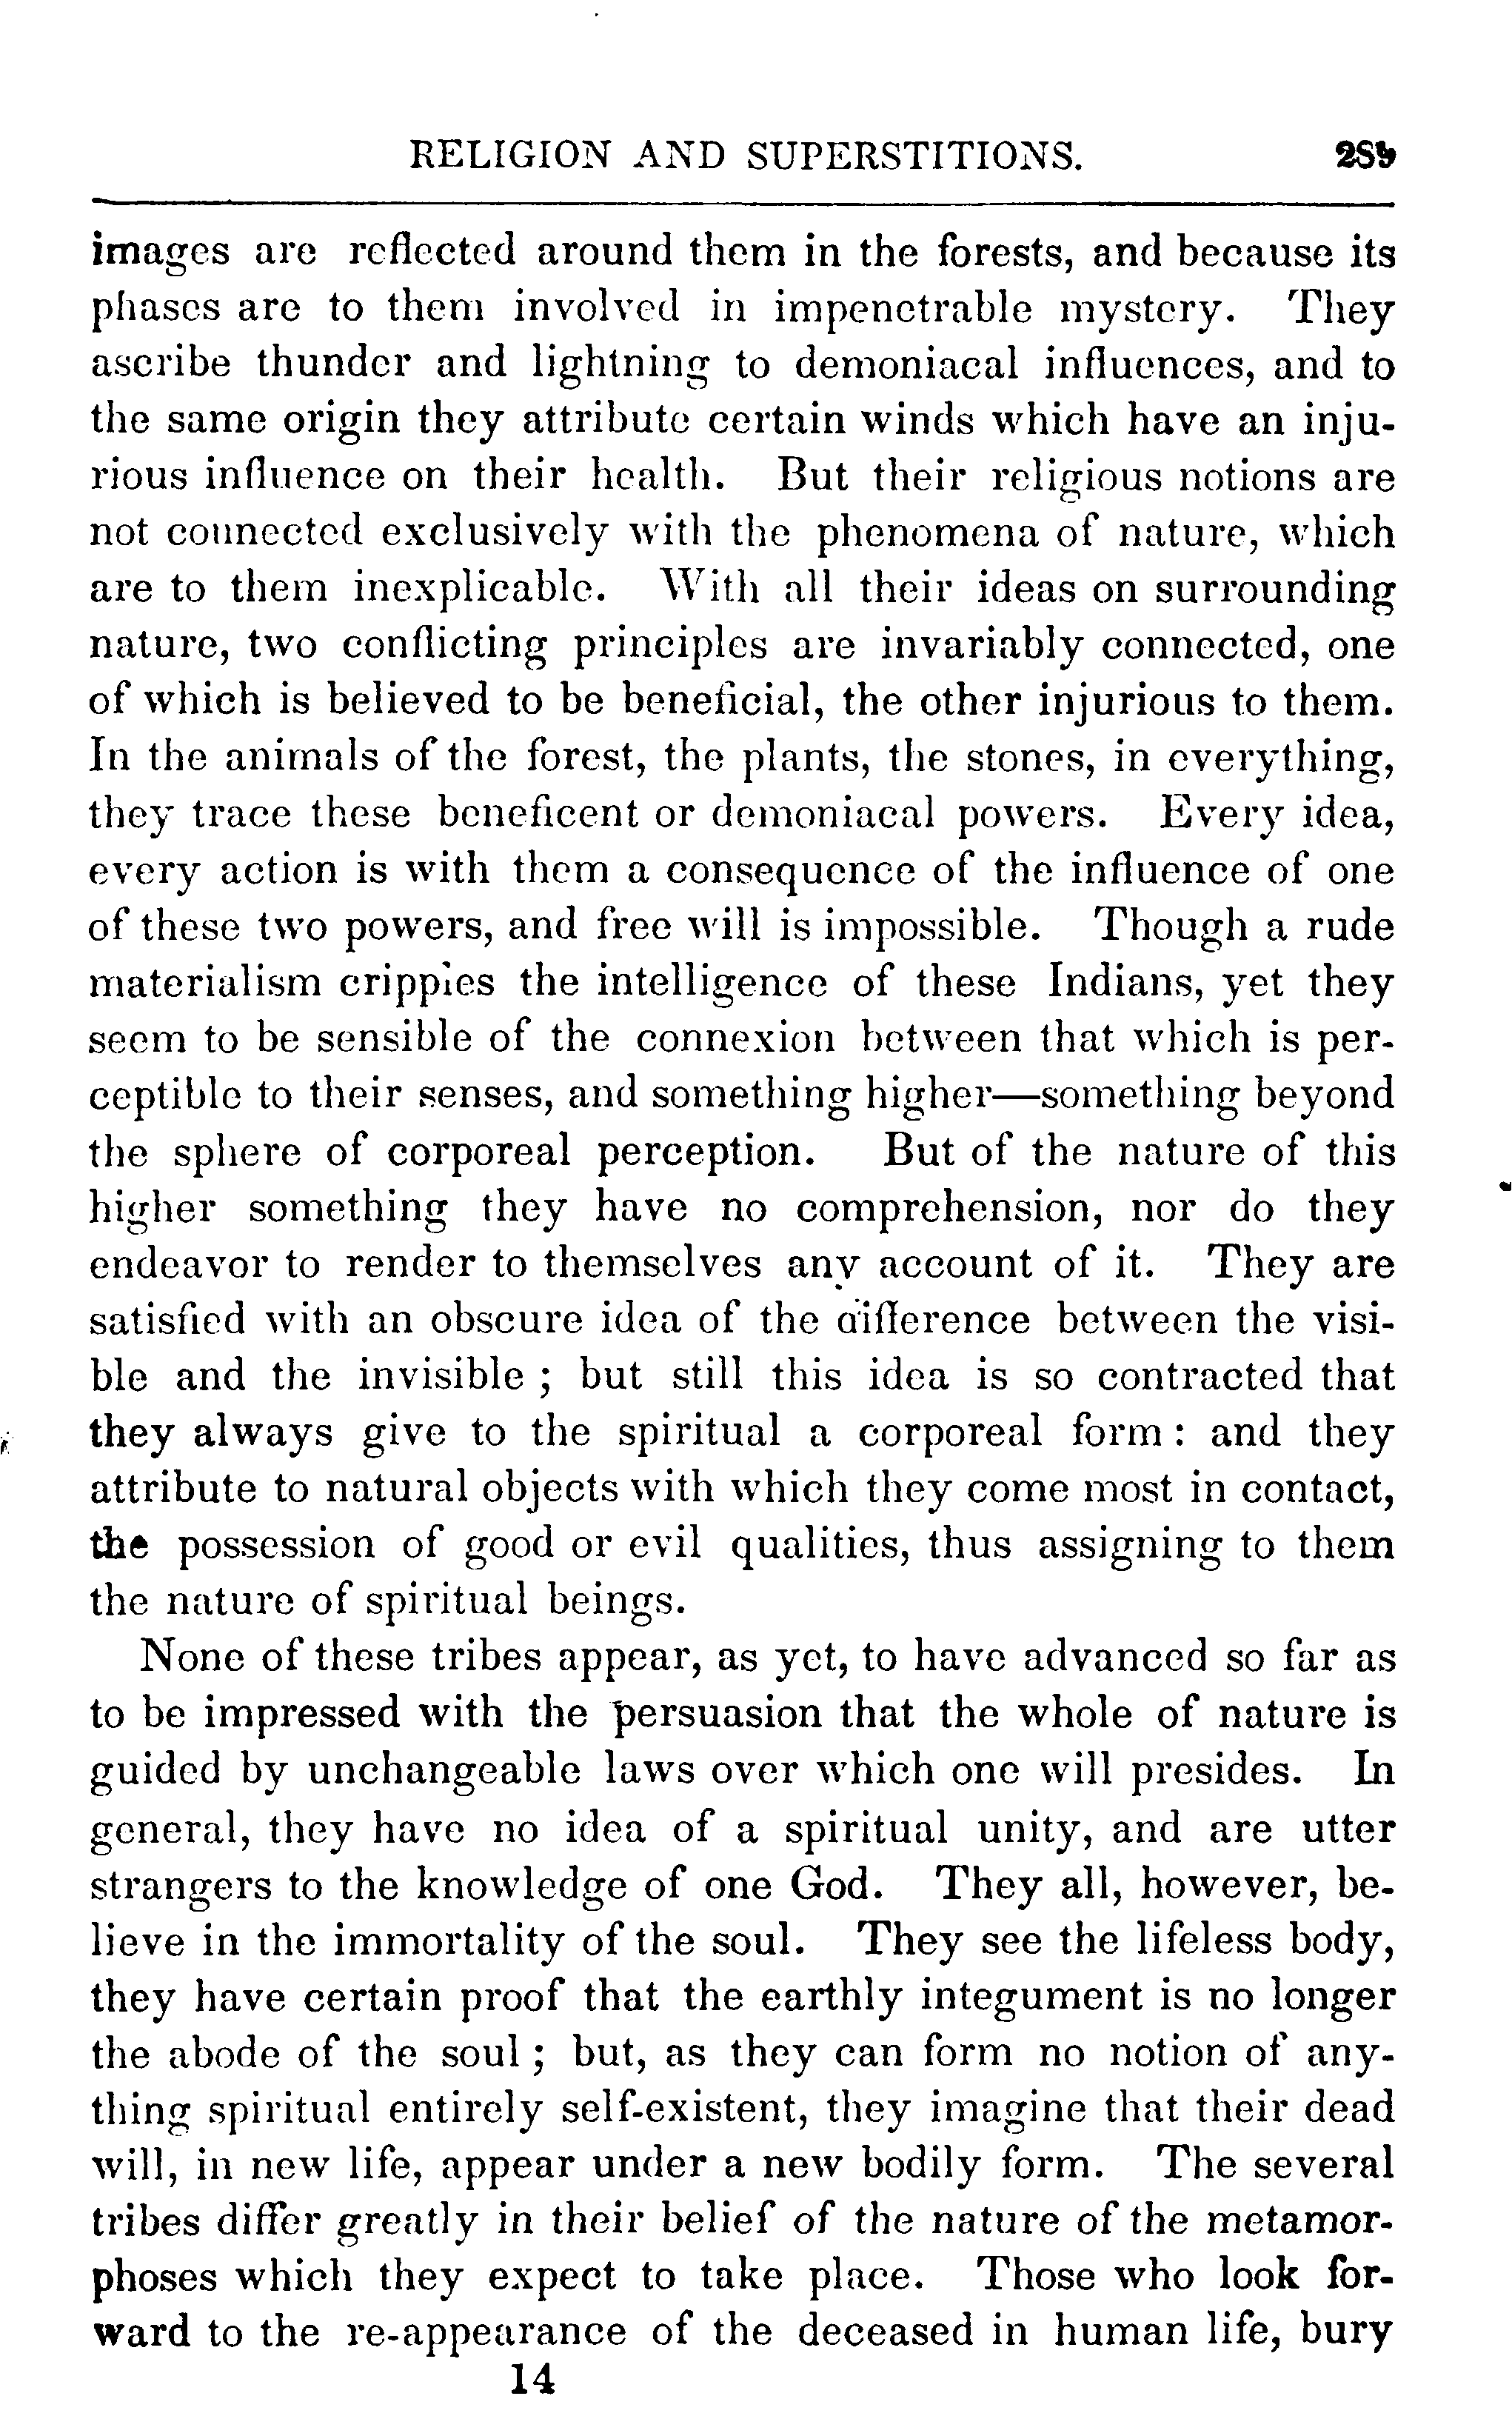 RELIGION AND SUPERSTITIONS. 289
images are reflected around them in the forests, and because its
phases are to them involved in impenetrable mystery. They
ascribe thunder and lightning to demoniacal influences, and to
the same origin they attribute certain winds which have an inju-
rious influence on their health. But their religious notions are
not connected exclusively with the phenomena of nature, which
are to them inexplicable. With all their ideas on surrounding
nature, two conflicting principles are invariably connected, one
of which is believed to be beneficial, the other injurious to them.
In the animals of the forest, the plants, the stones, in everything,
they trace these beneficent or demoniacal powers. Every idea,
every action is with them a consequence of the influence of one
of these two powers, and free will is impossible. Though a rude
materialism cripples the intelligence of these Indians, yet they
seem to be sensible of the connexion between that which is per-
ceptible to their senses, and something higher—something beyond
the sphere of corporeal perception. But of the nature of this
higher something they have no comprehension, nor do they
endeavor to render to themselves any account of it. They are
satisfied with an obscure idea of the difference between the visi-
ble and the invisible ; but still this idea is so contracted that
they always give to the spiritual a corporeal form : and they
attribute to natural objects with which they come most in contact,
the possession of good or evil qualities, thus assigning to them
the nature of spiritual beings.
None of these tribes appear, as yet, to have advanced so far as
to be impressed with the persuasion that the whole of nature is
guided by unchangeable laws over which one will presides. In
general, they have no idea of a spiritual unity, and are utter
strangers to the knowledge of one God. They all, however, be-
lieve in the immortality of the soul. They see the lifeless body,
they have certain proof that the earthly integument is no longer
the abode of the soul ; but, as they can form no notion of any-
thing spiritual entirely self-existent, they imagine that their dead
will, in new life, appear under a new bodily form. The several
tribes differ greatly in their belief of the nature of the metamor-
phoses which they expect to take place. Those who look for-
ward to the re-appearance of the deceased in human life, bury
14